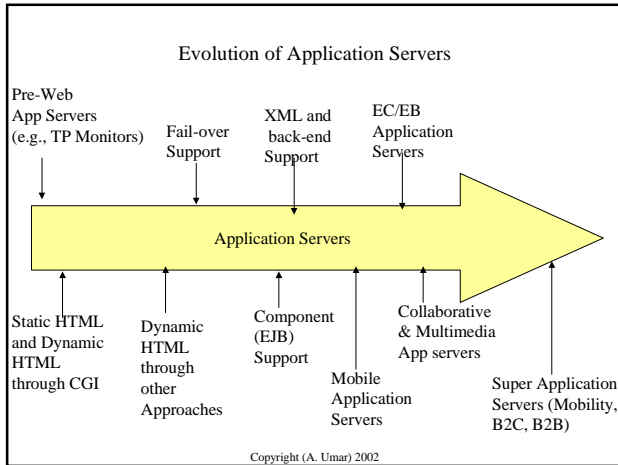 Evolution of Application Servers
Pre-Web
App Servers
(e.g., TP Monitors)
Fail-over
Support
XML and
back-end
Support
EC/EB
Application
Servers
Application Servers
Static HTML
and Dynamic
HTML
through CGI
Dynamic
HTML
through
other
Approaches
Component
(EJB)
Support
Mobile
Application
Servers
Collaborative
& Multimedia
App servers
Super Application
Servers (Mobility,
B2C, B2B)
Copyright (A. Umar) 2002